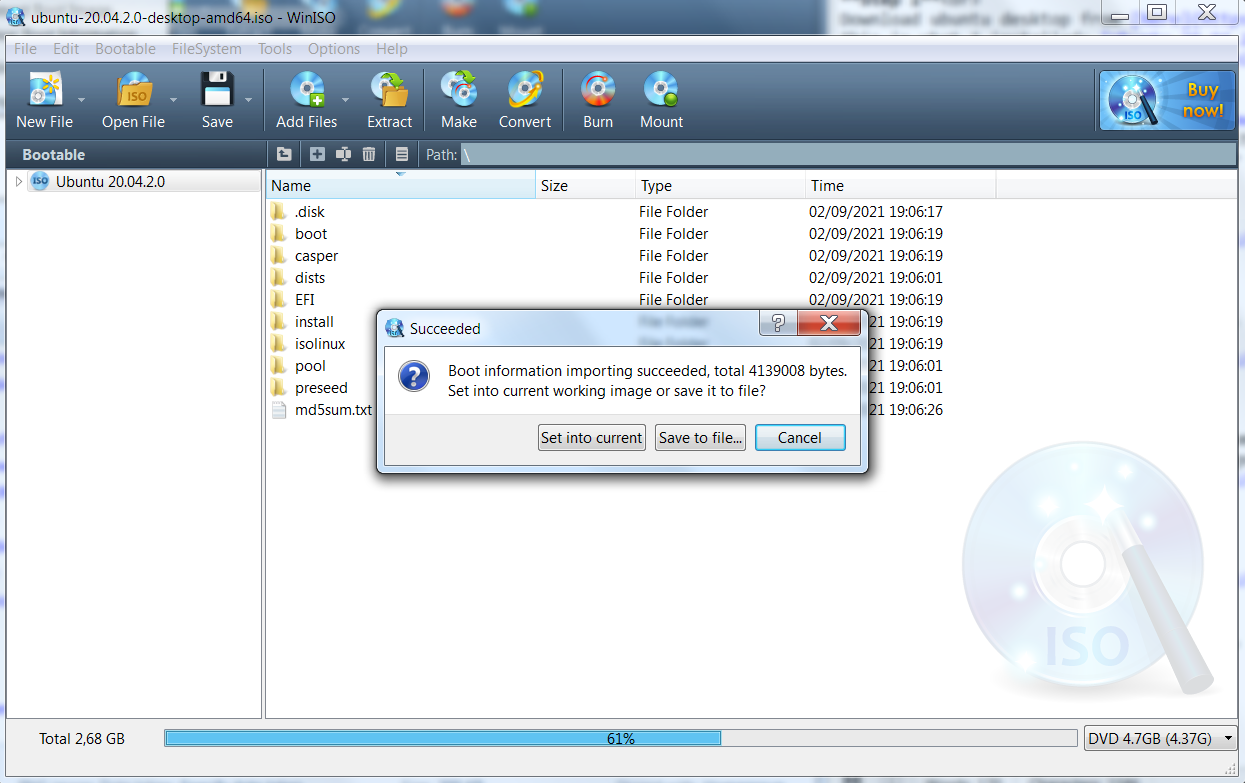 ubuntu-20.04.2.0-desktop-amd64.iso - WinISO
File Edit Bootable FileSystem Tools Options Help
New File Open File Save Add Files Extract Make Convert Burn Mount
ISO
ISO
Buy
now!
Bootable Path: \
ISO Ubuntu 20.04.2.0
Name Size Type Time
.disk File Folder 02/09/2021 19:06:17
boot File Folder 02/09/2021 19:06:19
casper File Folder 02/09/2021 19:06:19
dists File Folder 02/09/2021 19:06:01
EFI File Folder 02/09/2021 19:06:19
install 21 19:06:19
isolinux 21 19:06:19
pool 21 19:06:01
preseed 21 19:06:01
md5sum.txt 21 19:06:26
Succeeded
?
Boot information importing succeeded, total 4139008 bytes.
Set into current working image or save it to file?
Set into current Save to file... Cancel
ISO
Total 2,68 GB 61% DVD 4.7GB (4.37G)